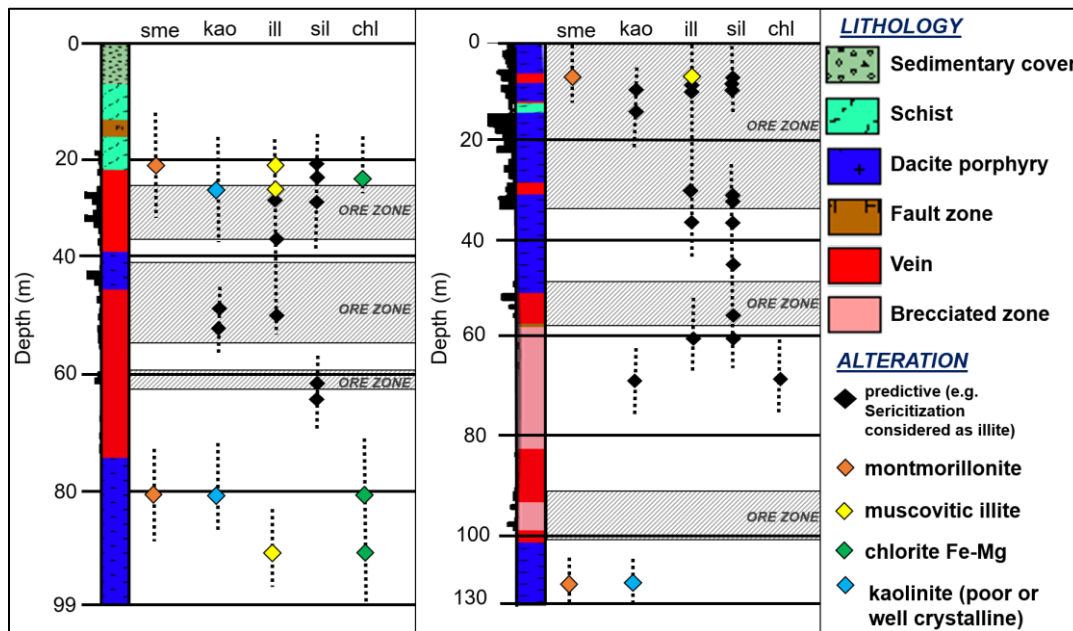 sme kao ill sil chl
0
20
40
60
80
99
Depth (m)
ORE ZONE
ORE ZONE
ORE ZONE
sme kao ill sil chl
0
20
40
60
80
100
130
Depth (m)
ORE ZONE
ORE ZONE
ORE ZONE
ORE ZONE
LITHOLOGY
Sedimentary cover
Schist
Dacite porphyry
Fault zone
Vein
Brecciated zone
ALTERATION
predictive (e.g.
Sericitization
considered as illite)
montmorillonite
muscovitic illite
chlorite Fe-Mg
kaolinite (poor or
well crystalline)